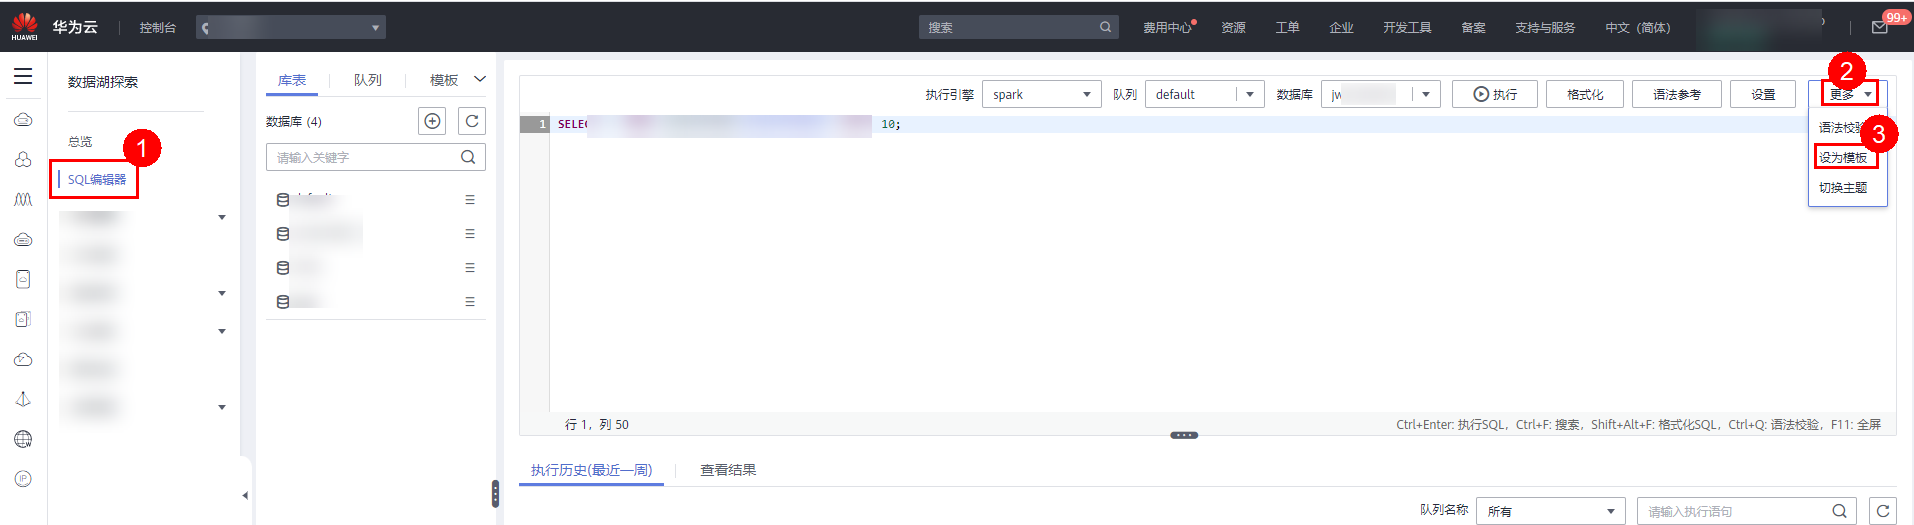 HUAWEI 华为云 控制台 搜索 费用中心 资源 工单 企业 开发工具 备案 支持与服务 中文（简体） 99+
数据湖探索
总览
SQL编辑器
1
库表 队列 模板
数据库 (4)
请输入关键字
执行引擎 spark 队列 default 数据库 jw 执行 格式化 语法参考 设置 更多
2
1 10;
语法校验
设为模板
3
切换主题
行 1，列 50
Ctrl+Enter: 执行SQL，Ctrl+F: 搜索，Shift+Alt+F: 格式化SQL，Ctrl+Q: 语法校验，F11: 全屏
执行历史(最近一周) 查看结果
队列名称 所有 请输入执行语句
IP